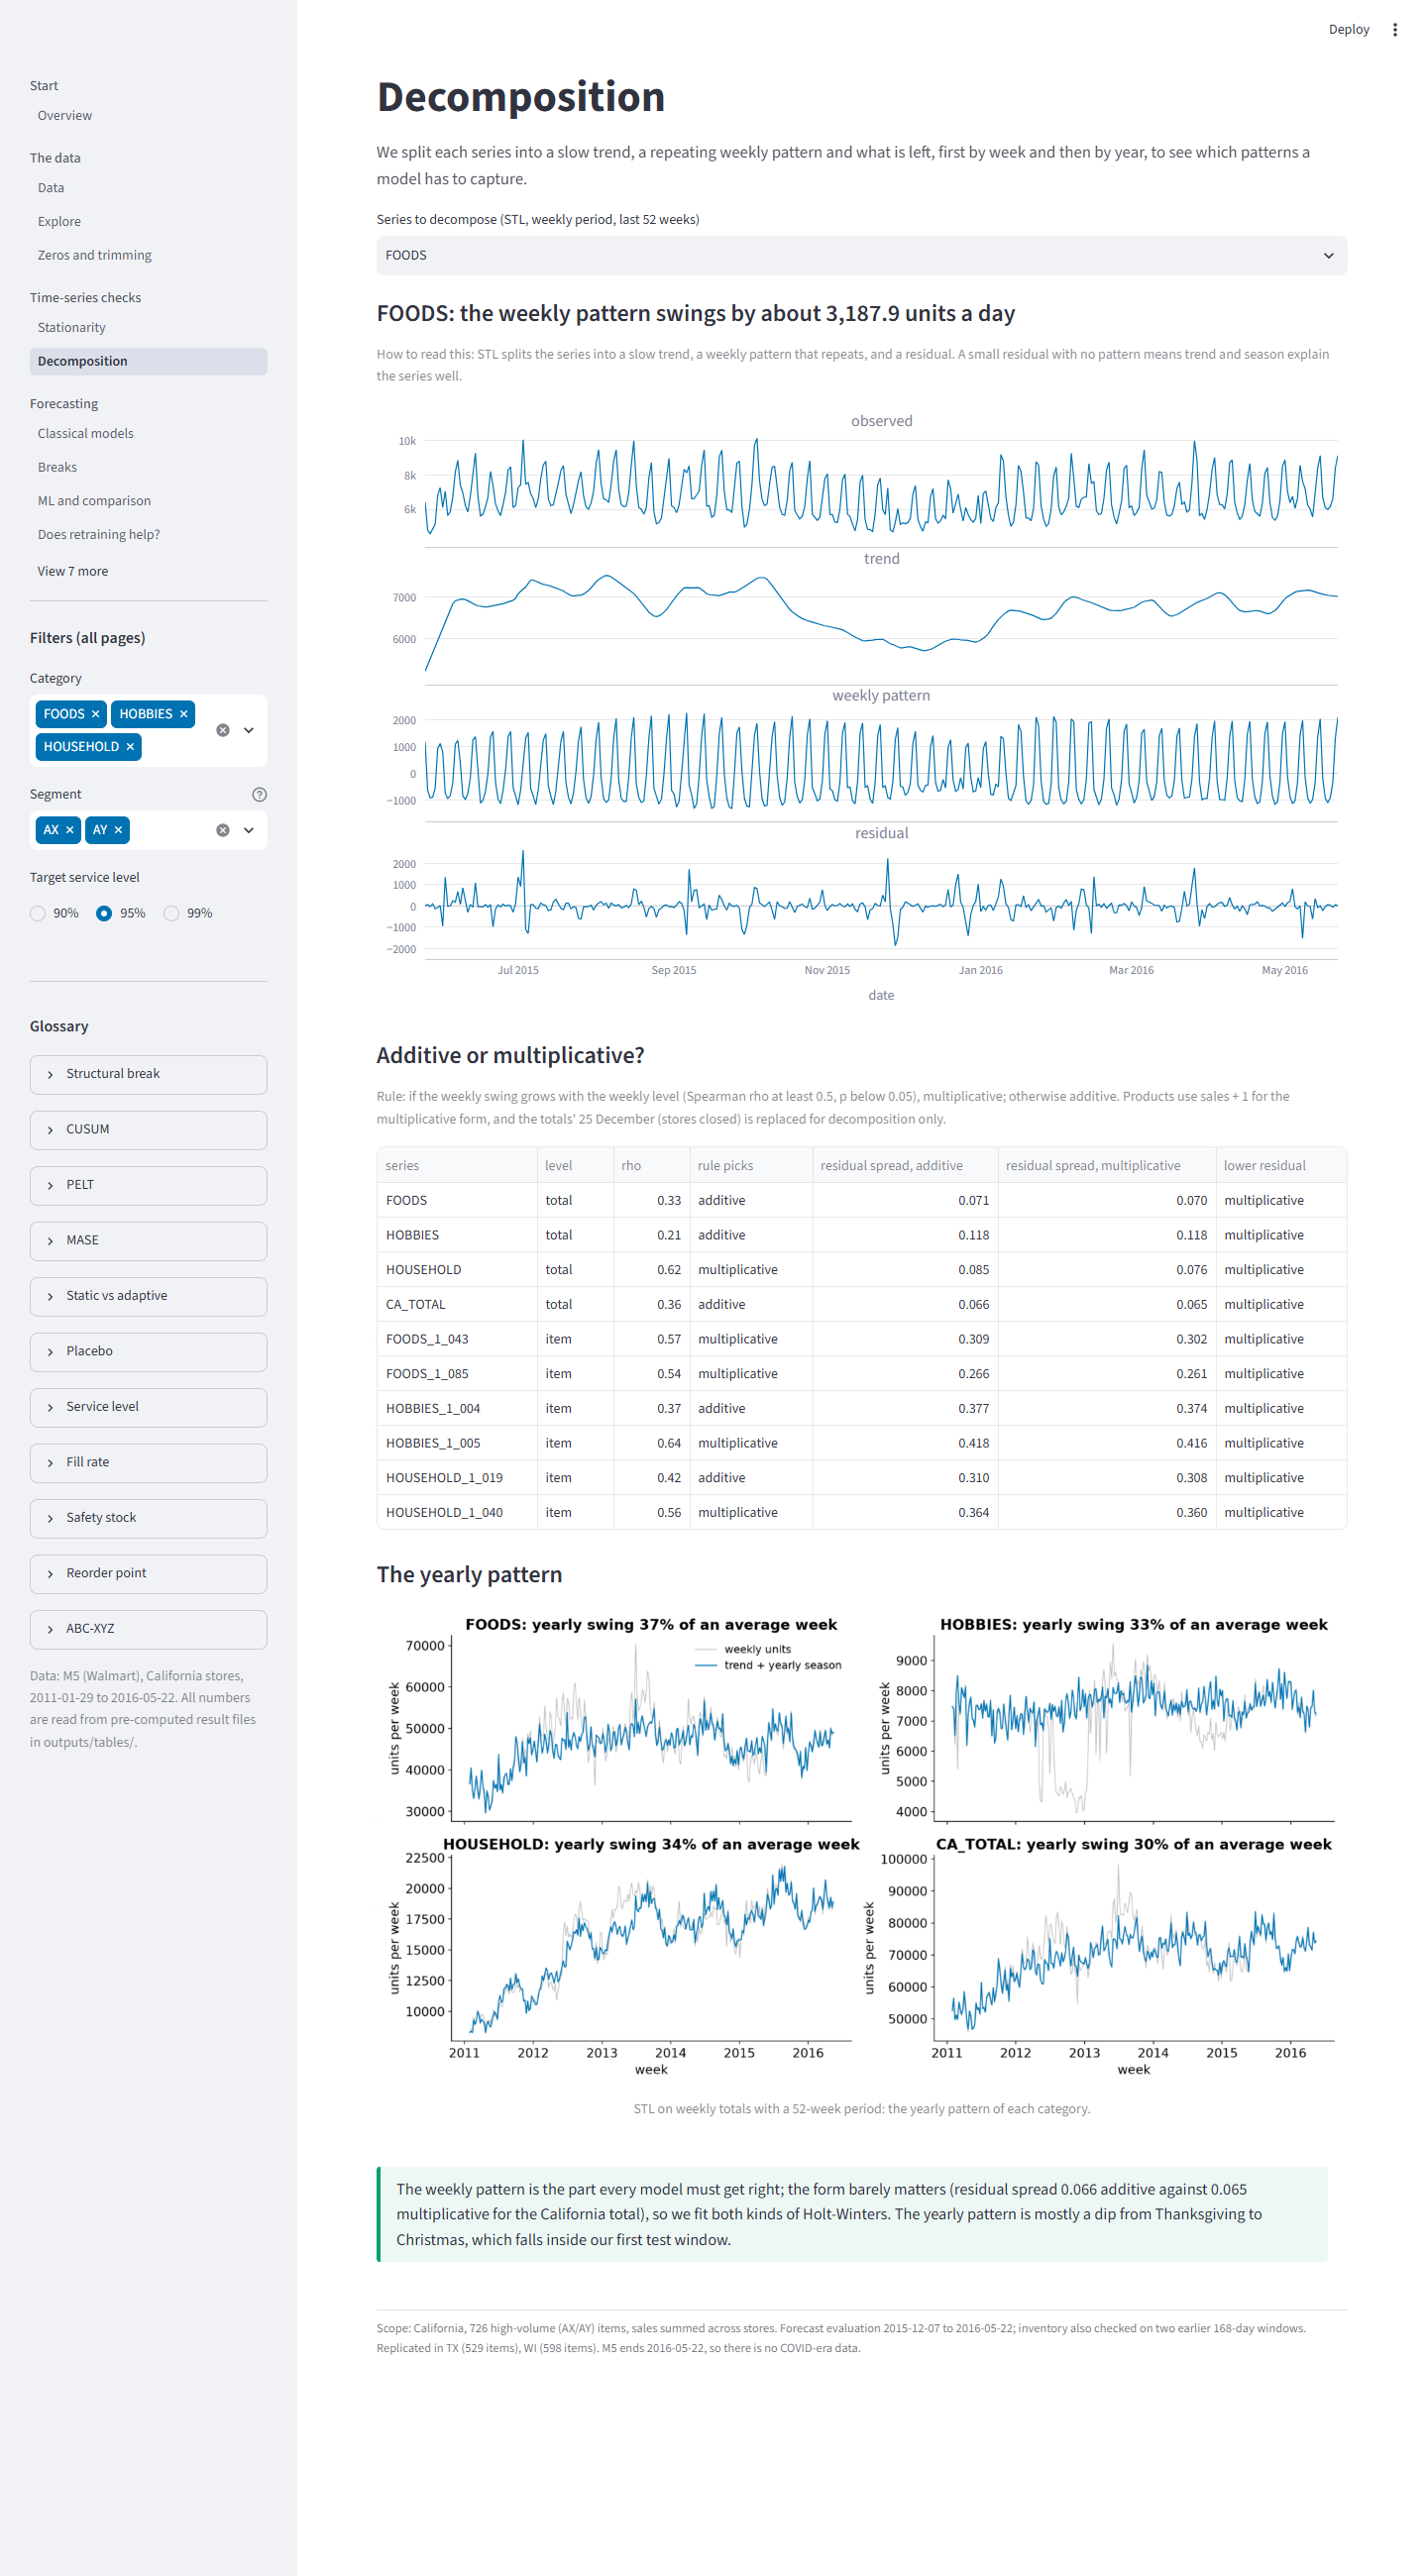 Deploy
Start
Overview
The data
Data
Explore
Zeros and trimming
Time-series checks
Stationarity
Decomposition
Forecasting
Classical models
Breaks
ML and comparison
Does retraining help?
View 7 more
Filters (all pages)
Category
FOODS × HOBBIES ×
HOUSEHOLD ×
Segment
AX × AY ×
Target service level
90% 95% 99%
Glossary
Structural break
CUSUM
PELT
MASE
Static vs adaptive
Placebo
Service level
Fill rate
Safety stock
Reorder point
ABC-XYZ
Data: M5 (Walmart), California stores,
2011-01-29 to 2016-05-22. All numbers
are read from pre-computed result files
in outputs/tables/.
Decomposition
We split each series into a slow trend, a repeating weekly pattern and what is left, first by week and then by year, to see which patterns a
model has to capture.
Series to decompose (STL, weekly period, last 52 weeks)
FOODS
FOODS: the weekly pattern swings by about 3,187.9 units a day
How to read this: STL splits the series into a slow trend, a weekly pattern that repeats, and a residual. A small residual with no pattern means trend and season explain
the series well.
observed
10k
8k
6k
trend
7000
6000
weekly pattern
2000
1000
0
−1000
residual
2000
1000
0
−1000
−2000
Jul 2015 Sep 2015 Nov 2015 Jan 2016 Mar 2016 May 2016
date
Additive or multiplicative?
Rule: if the weekly swing grows with the weekly level (Spearman rho at least 0.5, p below 0.05), multiplicative; otherwise additive. Products use sales + 1 for the
multiplicative form, and the totals' 25 December (stores closed) is replaced for decomposition only.
series level rho rule picks residual spread, additive residual spread, multiplicative lower residual
FOODS total 0.33 additive 0.071 0.070 multiplicative
HOBBIES total 0.21 additive 0.118 0.118 multiplicative
HOUSEHOLD total 0.62 multiplicative 0.085 0.076 multiplicative
CA_TOTAL total 0.36 additive 0.066 0.065 multiplicative
FOODS_1_043 item 0.57 multiplicative 0.309 0.302 multiplicative
FOODS_1_085 item 0.54 multiplicative 0.266 0.261 multiplicative
HOBBIES_1_004 item 0.37 additive 0.377 0.374 multiplicative
HOBBIES_1_005 item 0.64 multiplicative 0.418 0.416 multiplicative
HOUSEHOLD_1_019 item 0.42 additive 0.310 0.308 multiplicative
HOUSEHOLD_1_040 item 0.56 multiplicative 0.364 0.360 multiplicative
The yearly pattern
FOODS: yearly swing 37% of an average week
weekly units
trend + yearly season
70000
60000
50000
40000
30000
units per week
HOBBIES: yearly swing 33% of an average week
9000
8000
7000
6000
5000
4000
units per week
HOUSEHOLD: yearly swing 34% of an average week
22500
20000
17500
15000
12500
10000
units per week
2011 2012 2013 2014 2015 2016
week
CA_TOTAL: yearly swing 30% of an average week
100000
90000
80000
70000
60000
50000
units per week
2011 2012 2013 2014 2015 2016
week
STL on weekly totals with a 52-week period: the yearly pattern of each category.
The weekly pattern is the part every model must get right; the form barely matters (residual spread 0.066 additive against 0.065
multiplicative for the California total), so we fit both kinds of Holt-Winters. The yearly pattern is mostly a dip from Thanksgiving to
Christmas, which falls inside our first test window.
Scope: California, 726 high-volume (AX/AY) items, sales summed across stores. Forecast evaluation 2015-12-07 to 2016-05-22; inventory also checked on two earlier 168-day windows.
Replicated in TX (529 items), WI (598 items). M5 ends 2016-05-22, so there is no COVID-era data.